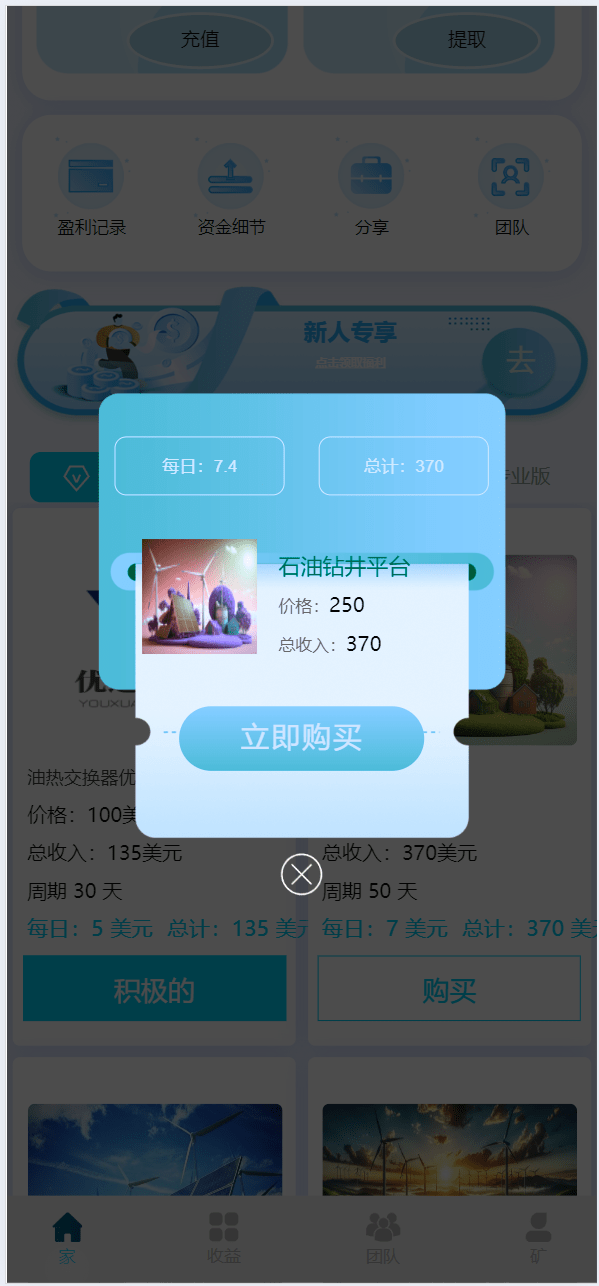 充值
提取
盈利记录
资金细节
分享
团队
新人专享
去
每日：7.4
总计：370
专业版
石油钻井平台
价格：250
总收入：370
立即购买
YOUXUA
油热交换器优
价格：100美
总收入：135美元
总收入：370美元
周期 30 天
周期 50 天
每日：5 美元 总计：135 美元
每日：7 美元 总计：370 美
积极的
购买
家
收益
团队
矿